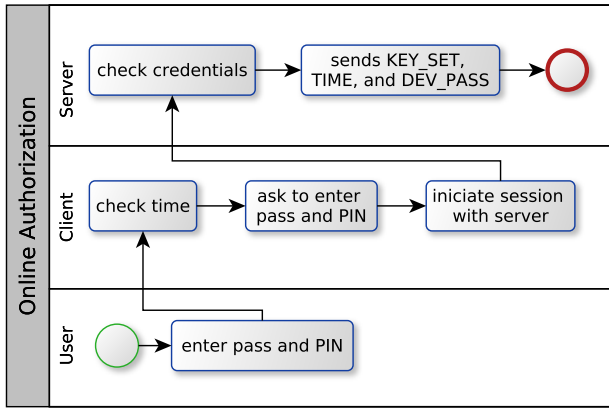 Online Authorization
Server
check credentials
sends KEY_SET,
TIME, and DEV_PASS
Client
check time
ask to enter
pass and PIN
iniciate session
with server
User
enter pass and PIN